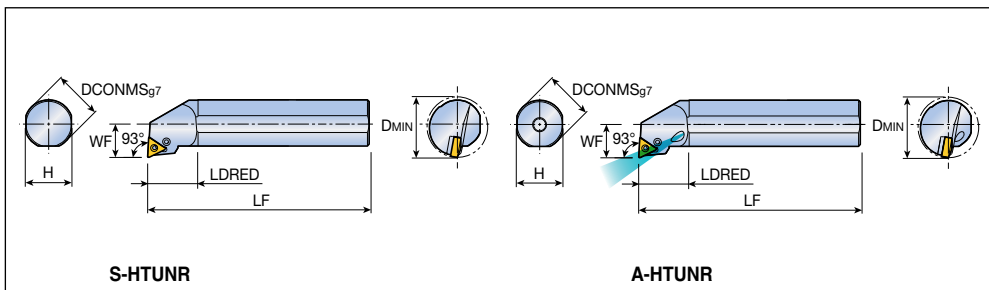 DCONMSg7
WF
93°
H
LDRED
LF
DMIN
S-HTUNR
DCONMSg7
WF
93°
H
LDRED
LF
DMIN
A-HTUNR